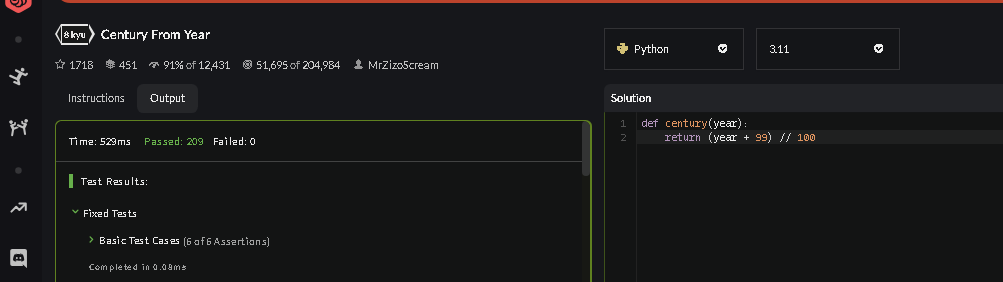 8 kyu Century From Year
1718 451 91% of 12,431 51,695 of 204,984 MrZizoScream
Instructions Output
Time: 529ms Passed: 209 Failed: 0
Test Results:
Fixed Tests
Basic Test Cases (6 of 6 Assertions)
Completed in 0.08ms
Python 3.11
Solution
1 def century(year):
2 return (year + 99) // 100